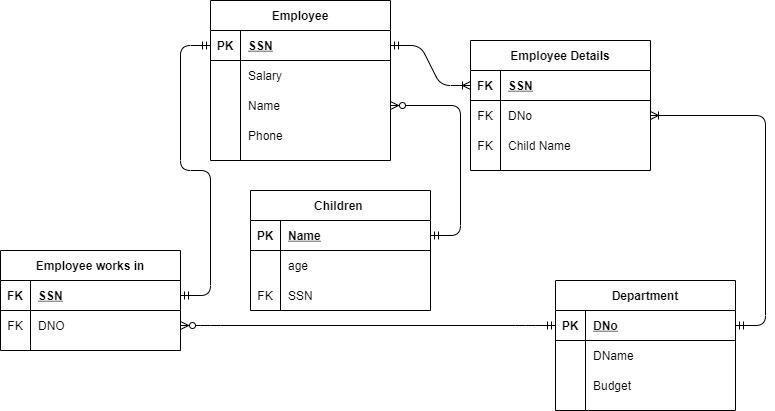 Employee
PK SSN
Salary
Name
Phone
Employee Details
FK SSN
FK DNo
FK Child Name
Children
PK Name
age
FK SSN
Employee works in
FK SSN
FK DNO
Department
PK DNo
DName
Budget